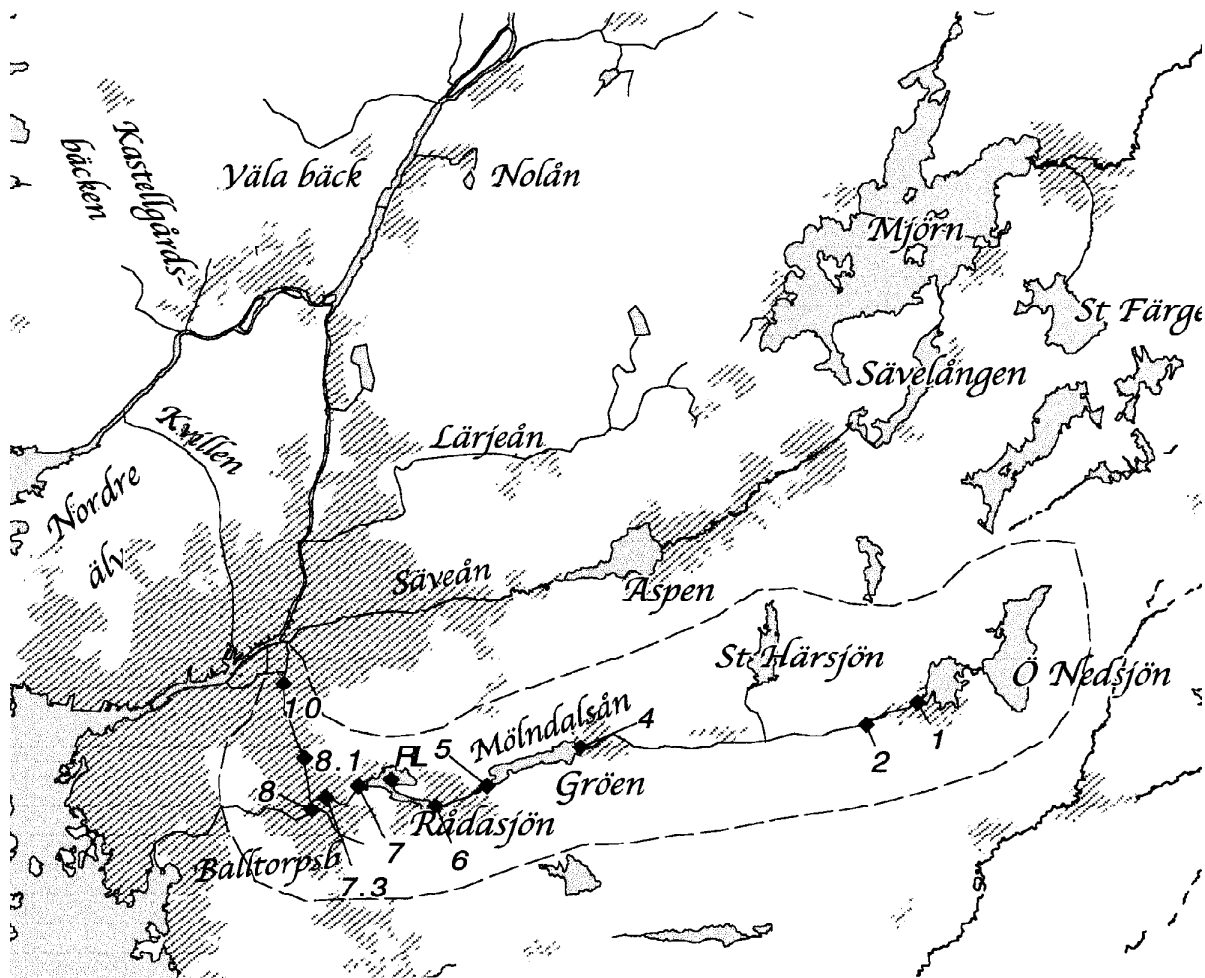 Kastellgårds-
bäcken
Väla bäck
Nolån
Mjörn
St Färge
Sävelången
Kvillen
Lärjeån
Nordre
älv
Säveån
Aspen
St Härsjön
Ö Nedsjön
10
Mölndalsån
4
1
2
8.1
RL
5
Gröen
8
Rådasjön
7
6
Balltorpsb
7.3